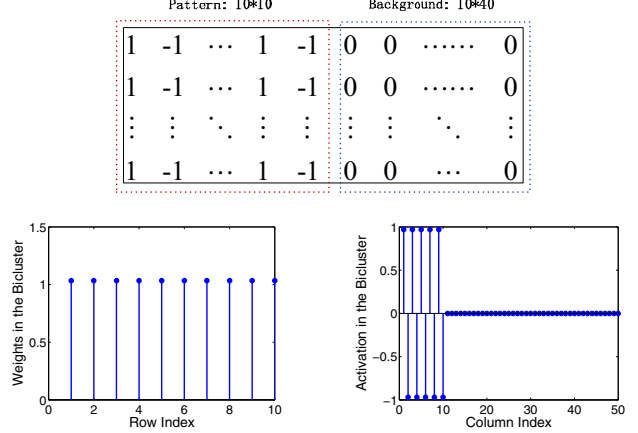 Pattern: 10*10 Background: 10*40
1 -1 ⋯ 1 -1 0 0 ⋯⋯ 0
1 -1 ⋯ 1 -1 0 0 ⋯⋯ 0
⋮ ⋮ ⋱ ⋮ ⋮ ⋮ ⋮ ⋱ ⋮
1 -1 ⋯ 1 -1 0 0 ⋯ 0
Weights in the Bicluster
1.5
1
0.5
0
0 2 4 6 8 10
Row Index
Activation in the Bicluster
1
0.5
0
−0.5
−1
0 10 20 30 40 50
Column Index